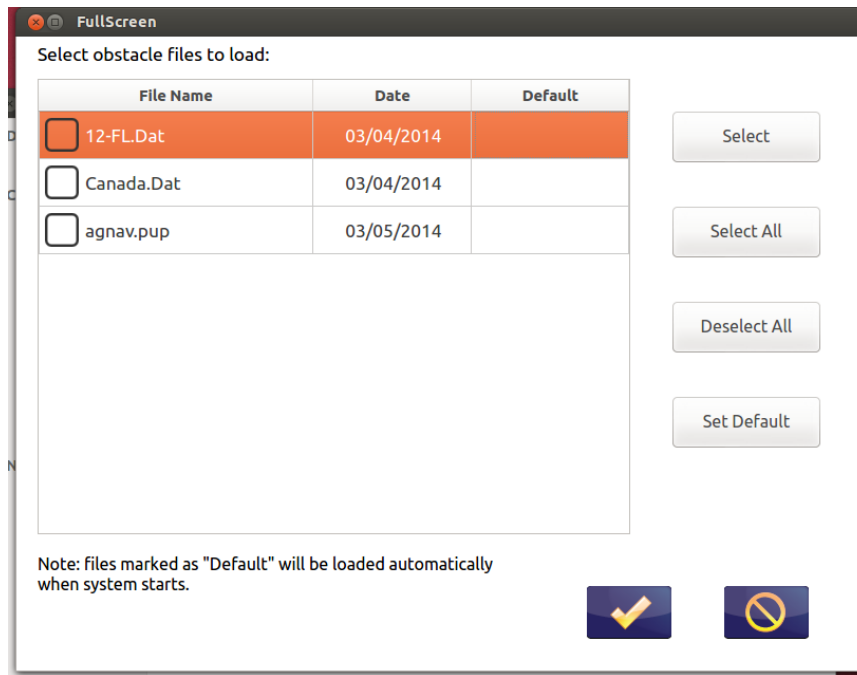 FullScreen
Select obstacle files to load:
File Name Date Default
12-FL.Dat 03/04/2014
Canada.Dat 03/04/2014
agnav.pup 03/05/2014
Select
Select All
Deselect All
Set Default
Note: files marked as "Default" will be loaded automatically
when system starts.